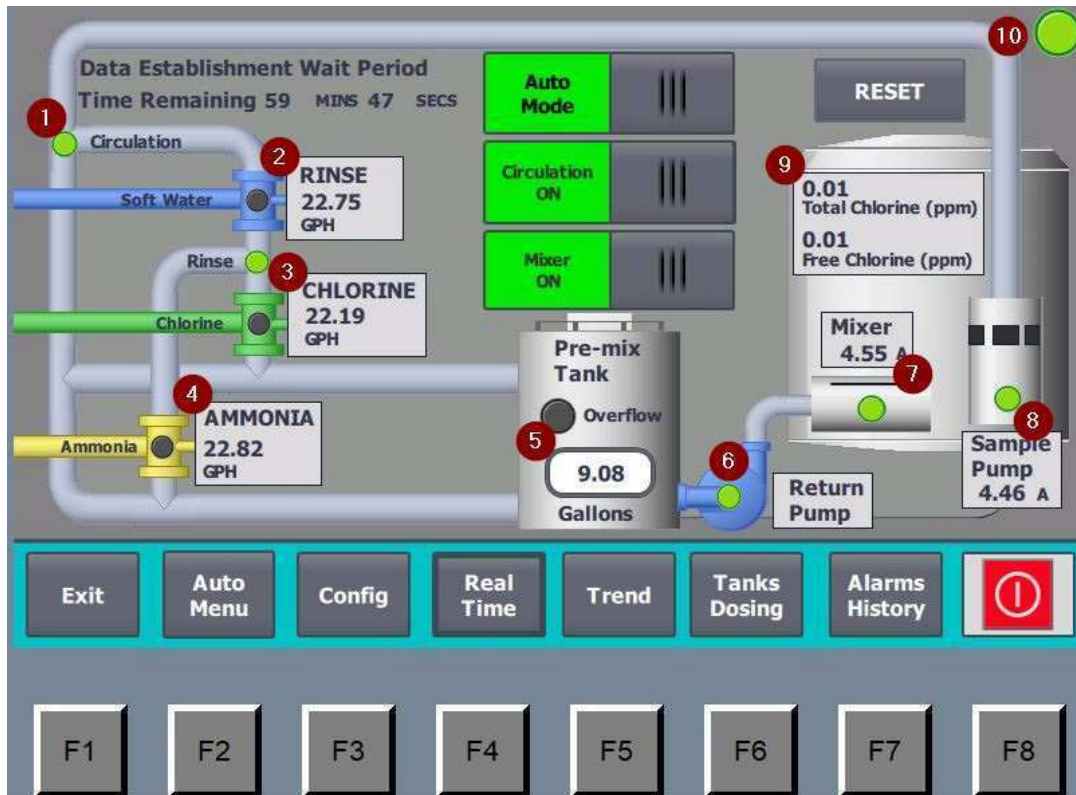 10
Data Establishment Wait Period
Time Remaining 59 MINS 47 SECS
Auto
Mode
RESET
1
Circulation
2
RINSE
22.75
GPH
Soft Water
Circulation
ON
9
0.01
Total Chlorine (ppm)
0.01
Free Chlorine (ppm)
Rinse
3
CHLORINE
22.19
GPH
Chlorine
Mixer
ON
Mixer
4.55 A
7
Pre-mix
Tank
Overflow
5
9.08
Gallons
4
AMMONIA
22.82
GPH
Ammonia
6
Return
Pump
8
Sample
Pump
4.46 A
Exit
Auto
Menu
Config
Real
Time
Trend
Tanks
Dosing
Alarms
History
F1
F2
F3
F4
F5
F6
F7
F8